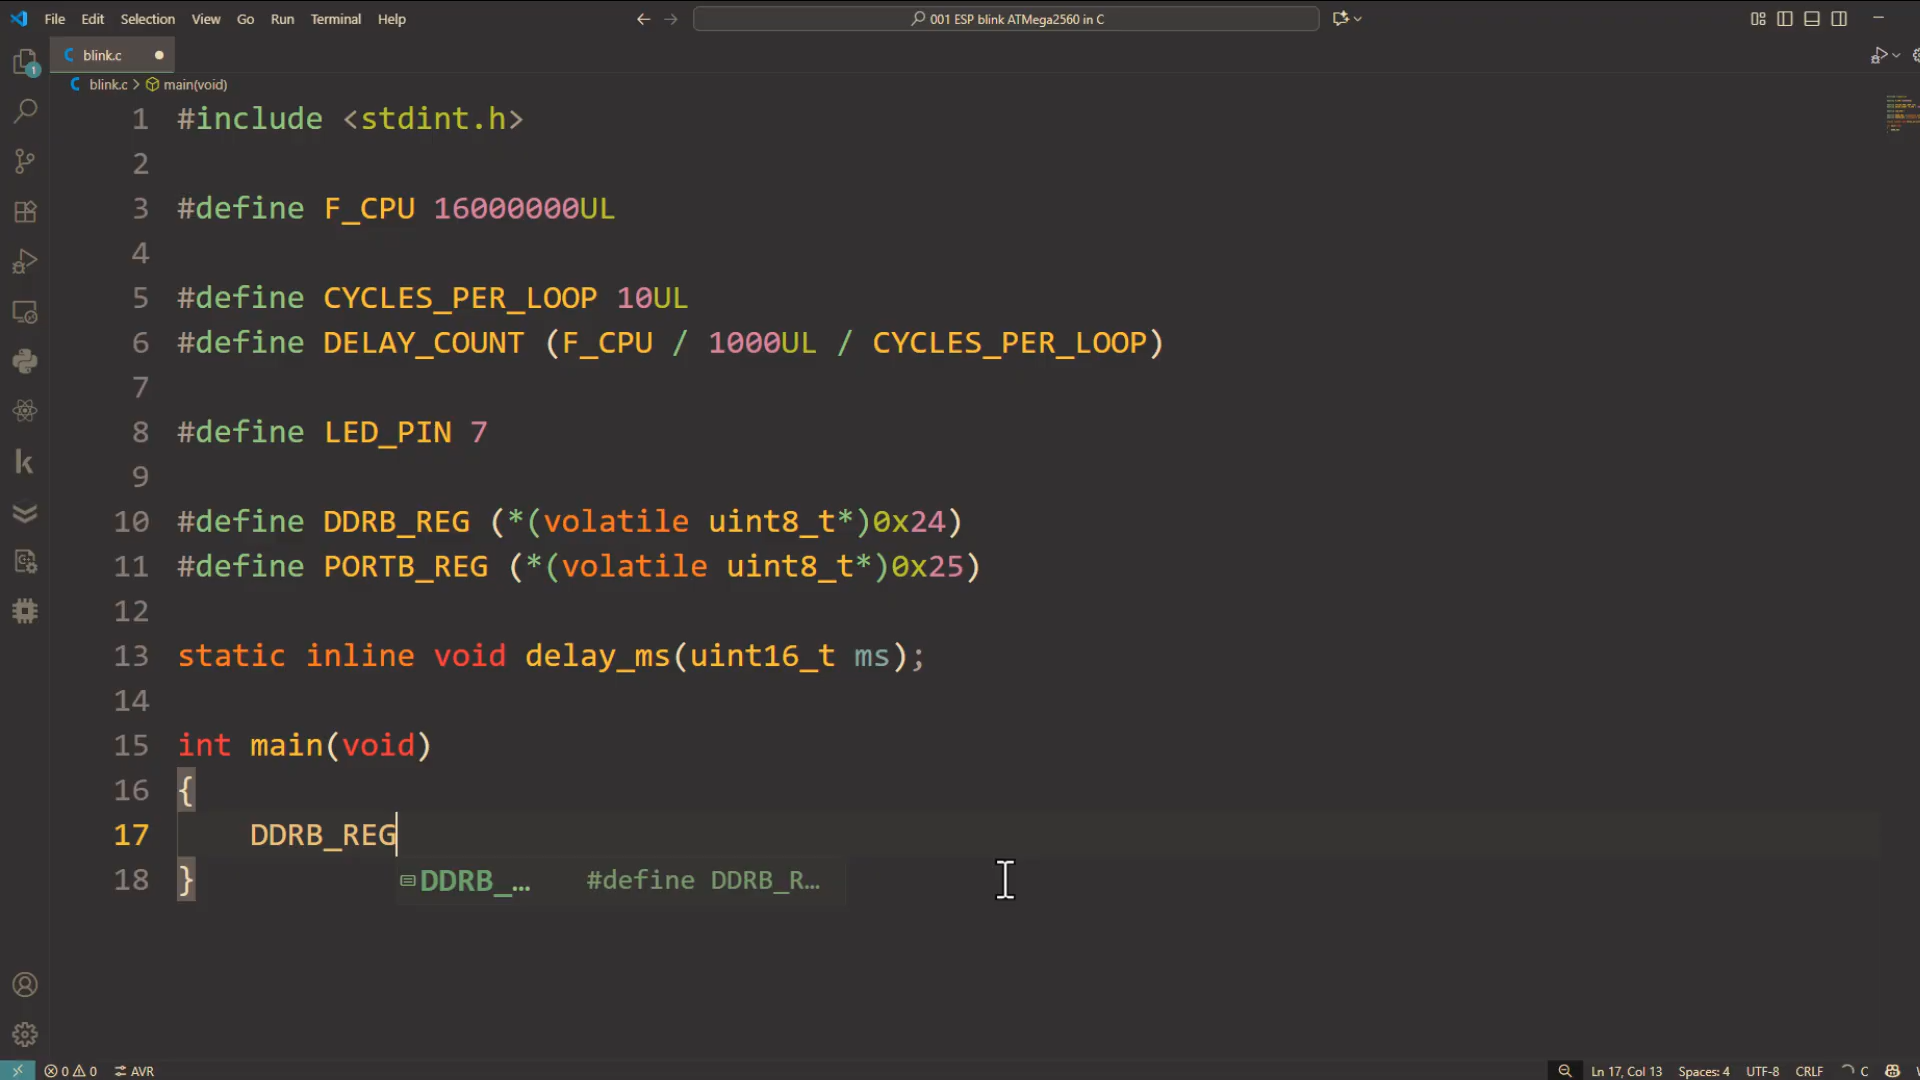 File Edit Selection View Go Run Terminal Help
001 ESP blink ATMega2560 in C
blink.c
1
blink.c > main(void)
1 #include <stdint.h>
2
3 #define F_CPU 16000000UL
4
5 #define CYCLES_PER_LOOP 10UL
6 #define DELAY_COUNT (F_CPU / 1000UL / CYCLES_PER_LOOP)
7
8 #define LED_PIN 7
9
10 #define DDRB_REG (*(volatile uint8_t*)0x24)
11 #define PORTB_REG (*(volatile uint8_t*)0x25)
12
13 static inline void delay_ms(uint16_t ms);
14
15 int main(void)
16 {
17 DDRB_REG
18 }
DDRB_... #define DDRB_R...
0 0 AVR
Ln 17, Col 13 Spaces: 4 UTF-8 CRLF C